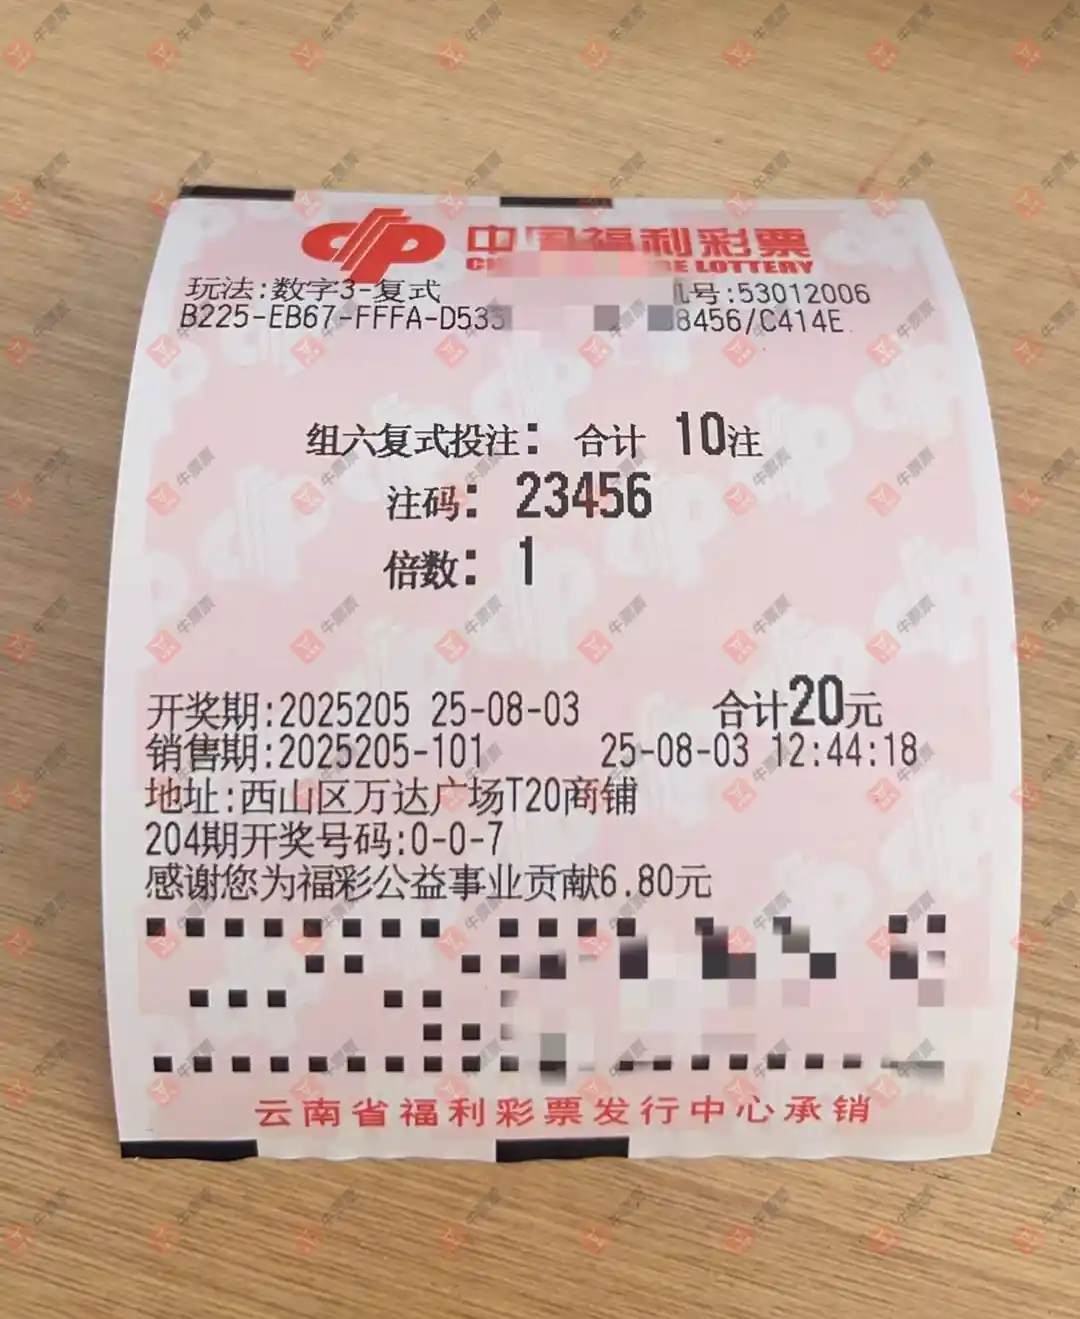 中国福利彩票
LOTTERY
玩法:数字3-复式
机号:53012006
B225-EB67-FFFA-D533
8456/C414E
组六复式投注: 合计 10注
注码: 23456
倍数: 1
开奖期:2025205 25-08-03 合计20元
销售期:2025205-101 25-08-03 12:44:18
地址:西山区万达广场T20商铺
204期开奖号码:0-0-7
感谢您为福彩公益事业贡献6.80元
云南省福利彩票发行中心承销
牛票票